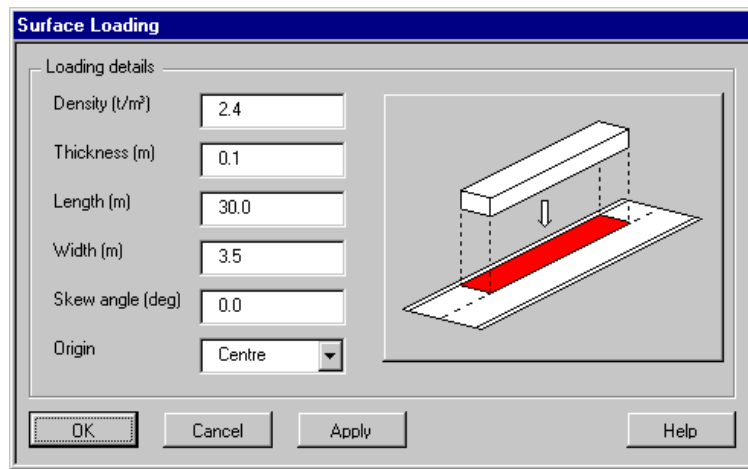 Surface Loading
Loading details
Density (t/m³) 2.4
Thickness (m) 0.1
Length (m) 30.0
Width (m) 3.5
Skew angle (deg) 0.0
Origin Centre
OK Cancel Apply Help